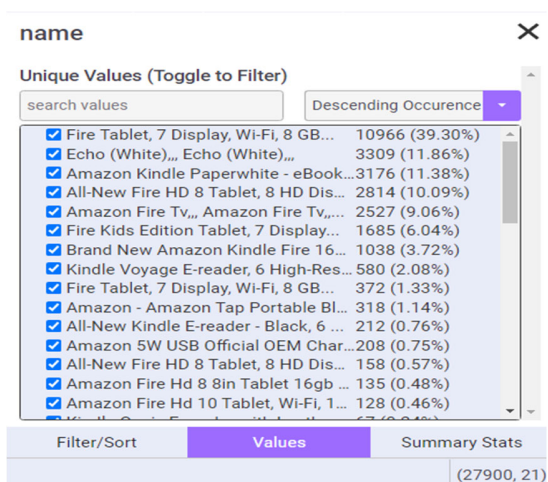 name
Unique Values (Toggle to Filter)
search values Descending Occurence
Fire Tablet, 7 Display, Wi-Fi, 8 GB... 10966 (39.30%)
Echo (White),,, Echo (White),,, 3309 (11.86%)
Amazon Kindle Paperwhite - eBook... 3176 (11.38%)
All-New Fire HD 8 Tablet, 8 HD Dis... 2814 (10.09%)
Amazon Fire Tv,,, Amazon Fire Tv,,... 2527 (9.06%)
Fire Kids Edition Tablet, 7 Display... 1685 (6.04%)
Brand New Amazon Kindle Fire 16... 1038 (3.72%)
Kindle Voyage E-reader, 6 High-Res... 580 (2.08%)
Fire Tablet, 7 Display, Wi-Fi, 8 GB... 372 (1.33%)
Amazon - Amazon Tap Portable Bl... 318 (1.14%)
All-New Kindle E-reader - Black, 6 ... 212 (0.76%)
Amazon 5W USB Official OEM Char... 208 (0.75%)
All-New Fire HD 8 Tablet, 8 HD Dis... 158 (0.57%)
Amazon Fire Hd 8 8in Tablet 16gb ... 135 (0.48%)
Amazon Fire Hd 10 Tablet, Wi-Fi, 1... 128 (0.46%)
Filter/Sort Values Summary Stats
(27900, 21)